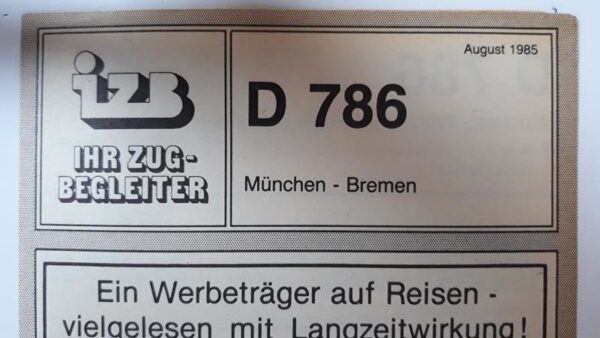 August 1985
izB
IHR ZUG-
BEGLEITER
D 786
München - Bremen
Ein Werbeträger auf Reisen -
vielgelesen mit Langzeitwirkung!